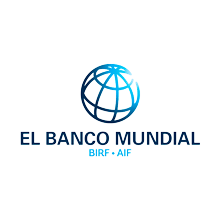 EL BANCO MUNDIAL
BIRF • AIF